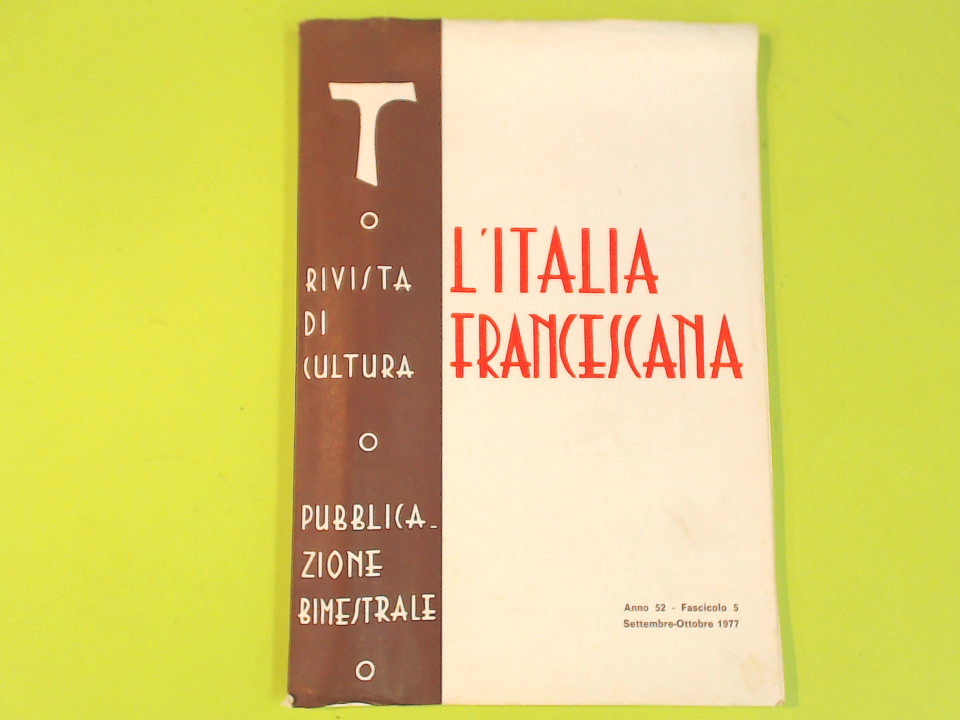 T
RIVISTA
DI
CULTURA
PUBBLICA-
ZIONE
BIMESTRALE
L'ITALIA
FRANCESCANA
Anno 52 - Fascicolo 5
Settembre-Ottobre 1977